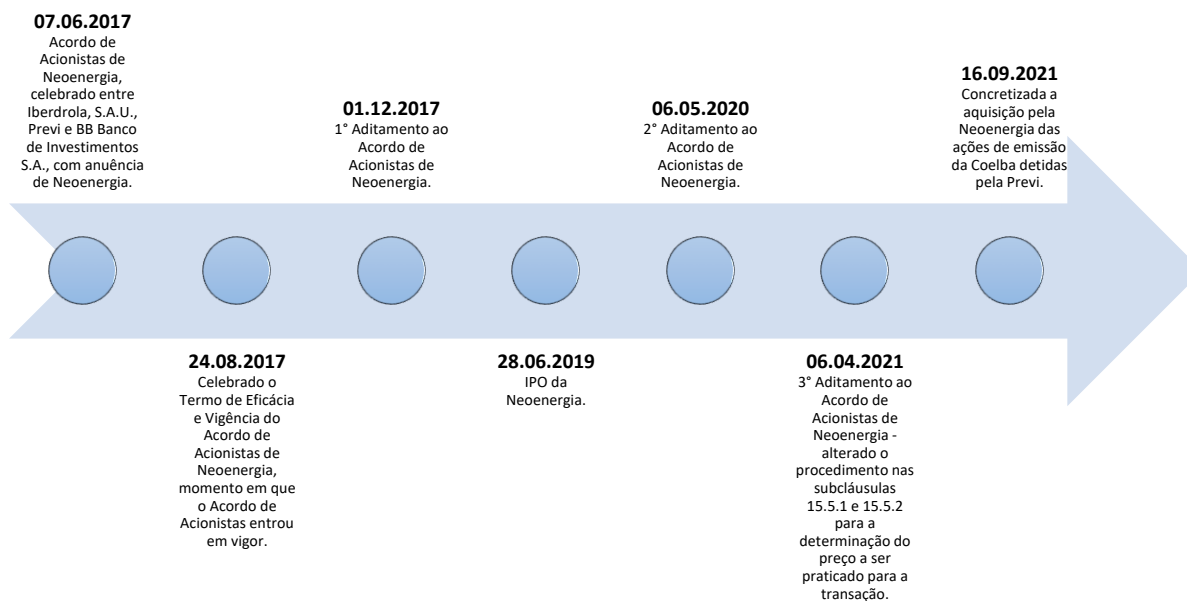 07.06.2017
Acordo de
Acionistas de
Neoenergia,
celebrado entre
Iberdrola, S.A.U.,
Previ e BB Banco
de Investimentos
S.A., com anuência
de Neoenergia.
24.08.2017
Celebrado o
Termo de Eficácia
e Vigência do
Acordo de
Acionistas de
Neoenergia,
momento em que
o Acordo de
Acionistas entrou
em vigor.
01.12.2017
1° Aditamento ao
Acordo de
Acionistas de
Neoenergia.
28.06.2019
IPO da
Neoenergia.
06.05.2020
2° Aditamento ao
Acordo de
Acionistas de
Neoenergia.
06.04.2021
3° Aditamento ao
Acordo de
Acionistas de
Neoenergia -
alterado o
procedimento nas
subcláusulas
15.5.1 e 15.5.2
para a
determinação do
preço a ser
praticado para a
transação.
16.09.2021
Concretizada a
aquisição pela
Neoenergia das
ações de emissão
da Coelba detidas
pela Previ.